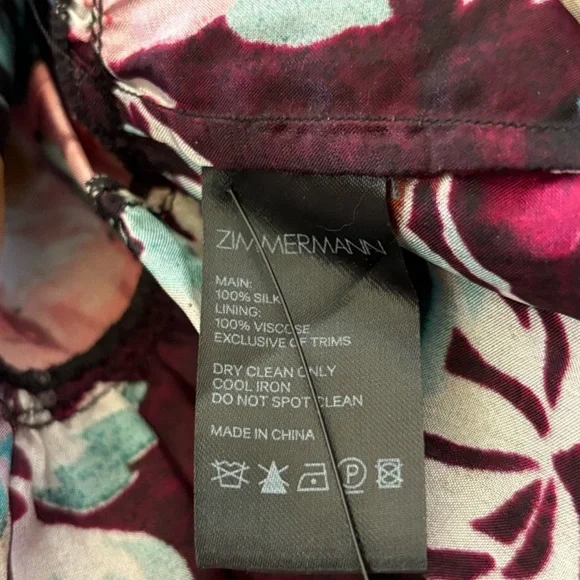 ZIMMERMANN
MAIN:
100% SILK
LINING:
100% VISCOSE
EXCLUSIVE OF TRIMS
DRY CLEAN ONLY
COOL IRON
DO NOT SPOT CLEAN
MADE IN CHINA
P